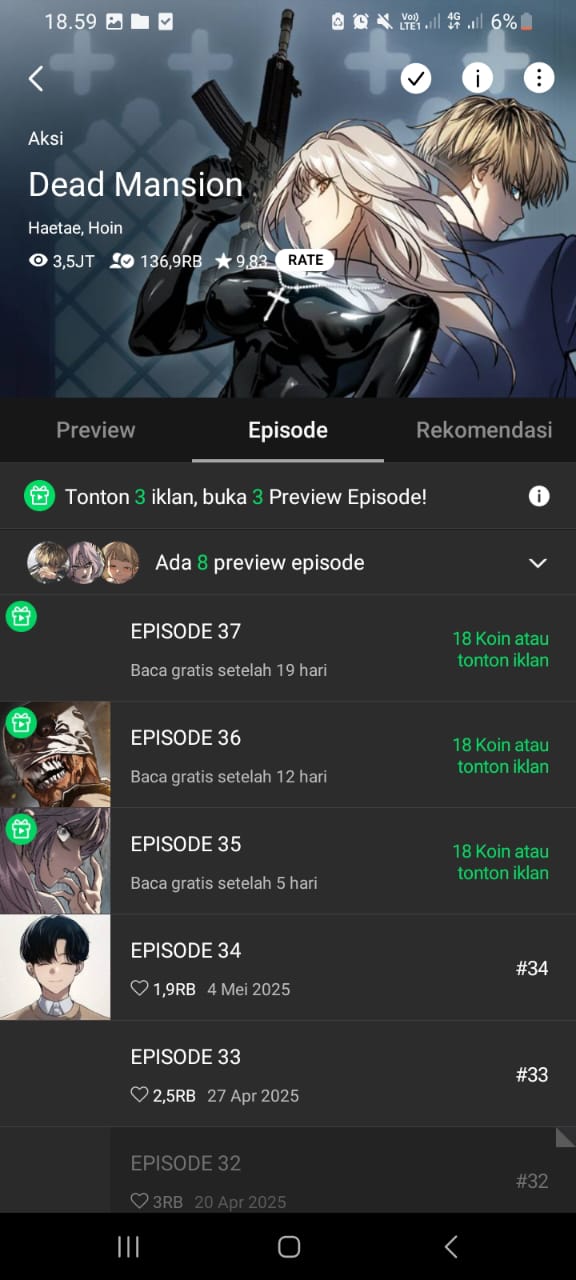 18.59
Vo))
LTE1
4G
6%
Aksi
Dead Mansion
Haetae, Hoin
3,5JT 136,9RB 9,83 RATE
Preview Episode Rekomendasi
Tonton 3 iklan, buka 3 Preview Episode!
Ada 8 preview episode
EPISODE 37
Baca gratis setelah 19 hari
18 Koin atau
tonton iklan
EPISODE 36
Baca gratis setelah 12 hari
18 Koin atau
tonton iklan
EPISODE 35
Baca gratis setelah 5 hari
18 Koin atau
tonton iklan
EPISODE 34
1,9RB 4 Mei 2025
#34
EPISODE 33
2,5RB 27 Apr 2025
#33
EPISODE 32
3RB 20 Apr 2025
#32